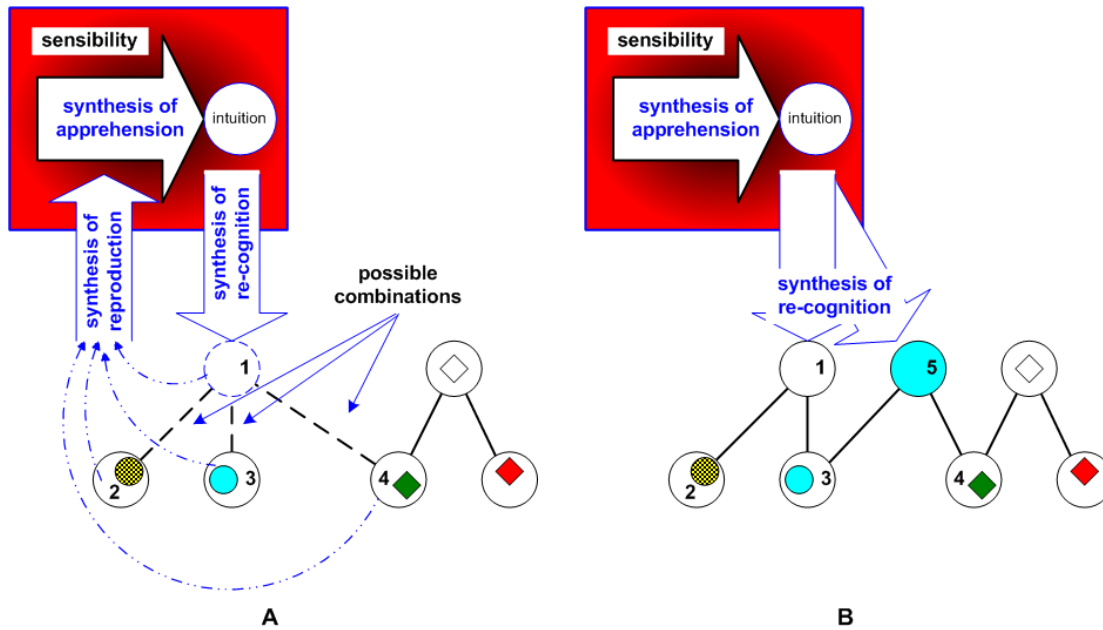 sensibility
synthesis of
apprehension
intuition
synthesis of
reproduction
synthesis of
re-cognition
possible
combinations
1
2
3
4
A
sensibility
synthesis of
apprehension
intuition
synthesis of
re-cognition
1
5
2
3
4
B